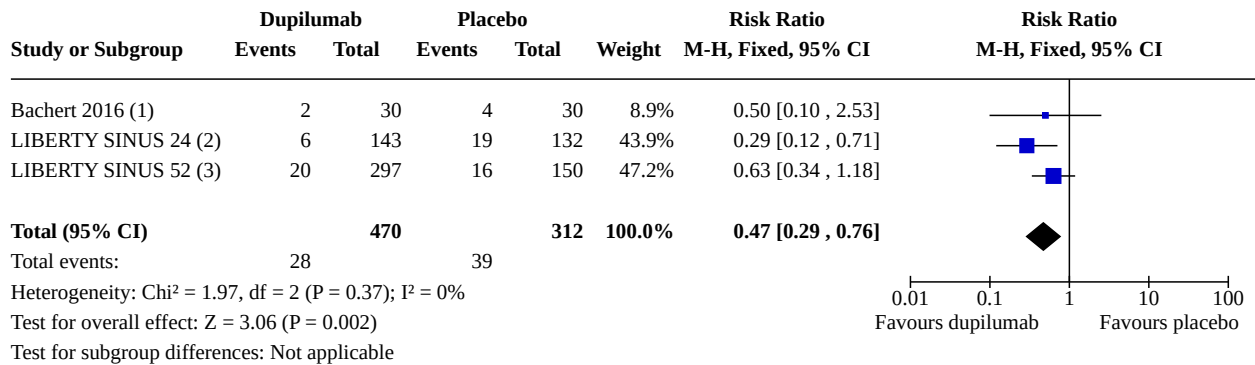 Dupilumab Placebo Risk Ratio Risk Ratio
Study or Subgroup Events Total Events Total Weight M-H, Fixed, 95% CI M-H, Fixed, 95% CI
Bachert 2016 (1) 2 30 4 30 8.9% 0.50 [0.10 , 2.53]
LIBERTY SINUS 24 (2) 6 143 19 132 43.9% 0.29 [0.12 , 0.71]
LIBERTY SINUS 52 (3) 20 297 16 150 47.2% 0.63 [0.34 , 1.18]
Total (95% CI) 470 312 100.0% 0.47 [0.29 , 0.76]
Total events: 28 39
Heterogeneity: Chi² = 1.97, df = 2 (P = 0.37); I² = 0%
0.01 0.1 1 10 100
Test for overall effect: Z = 3.06 (P = 0.002) Favours dupilumab Favours placebo
Test for subgroup differences: Not applicable